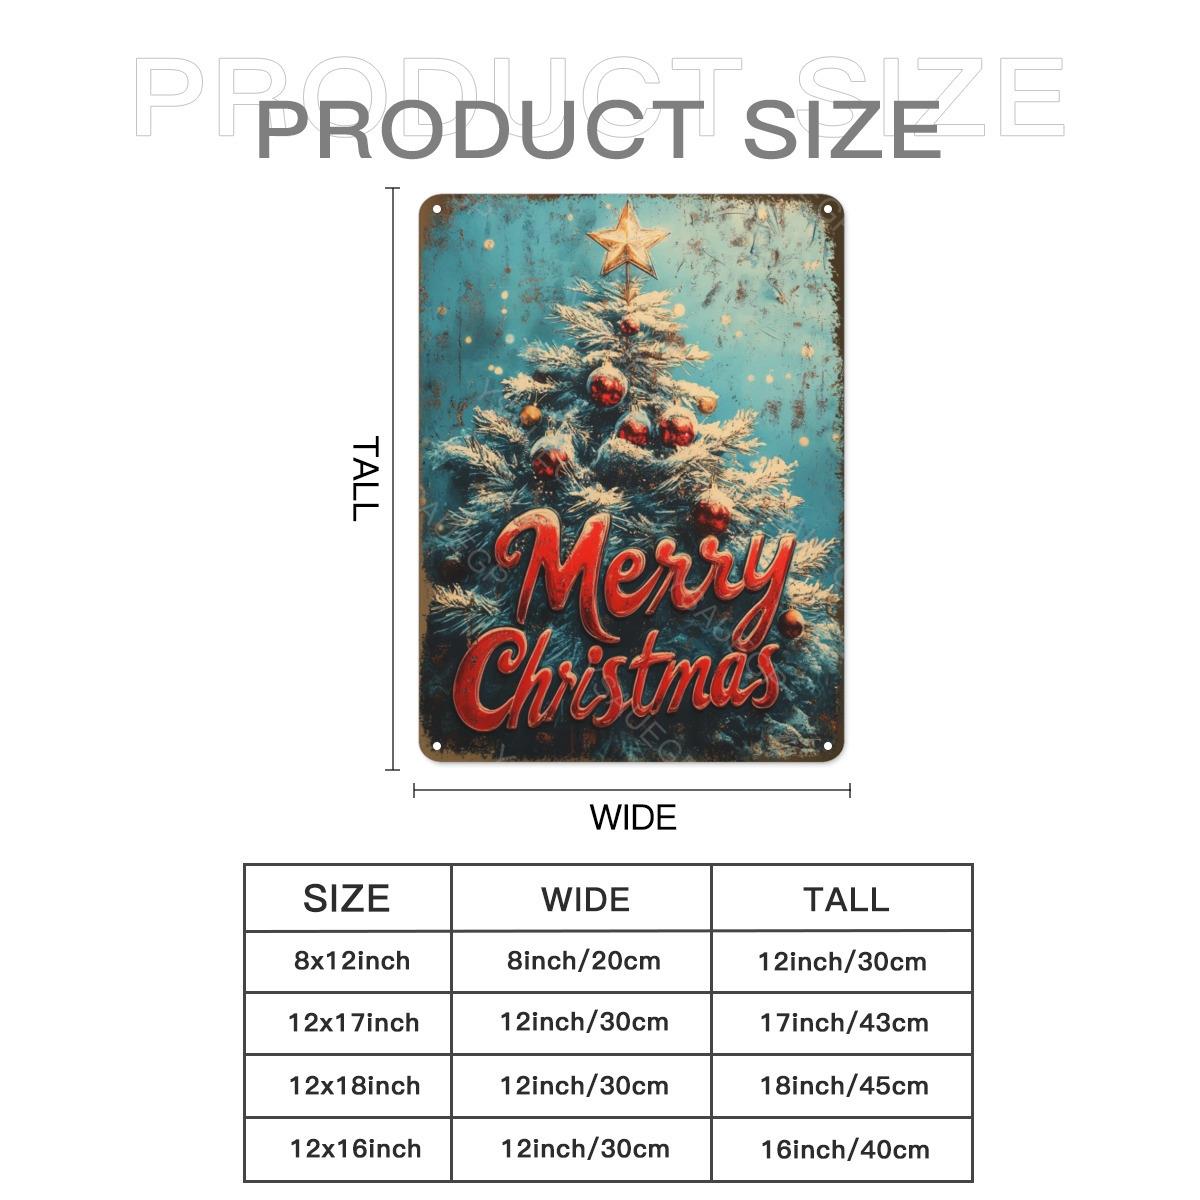 PRODUCT SIZE
PRODUCT SIZE
TALL
Merry
Christmas
WIDE
SIZE WIDE TALL
8x12inch 8inch/20cm 12inch/30cm
12x17inch 12inch/30cm 17inch/43cm
12x18inch 12inch/30cm 18inch/45cm
12x16inch 12inch/30cm 16inch/40cm